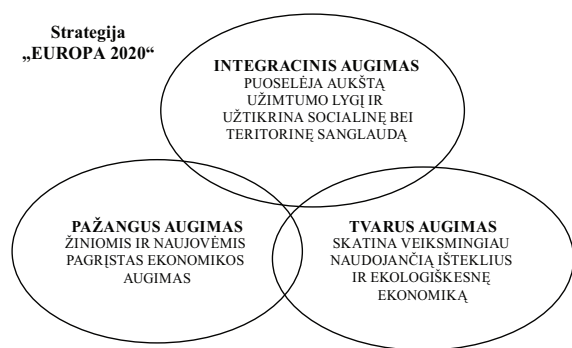 Strategija
„EUROPA 2020“
INTEGRACINIS AUGIMAS
PUOSELĖJA AUKŠTĄ
UŽIMTUMO LYGĮ IR
UŽTIKRINA SOCIALINĘ BEI
TERITORINĘ SANGLAUDĄ
PAŽANGUS AUGIMAS
ŽINIOMIS IR NAUJOVĖMIS
PAGRĮSTAS EKONOMIKOS
AUGIMAS
TVARUS AUGIMAS
SKATINA VEIKSMINGIAU
NAUDOJANČIĄ IŠTEKLIUS
IR EKOLOGIŠKESNĘ
EKONOMIKĄ